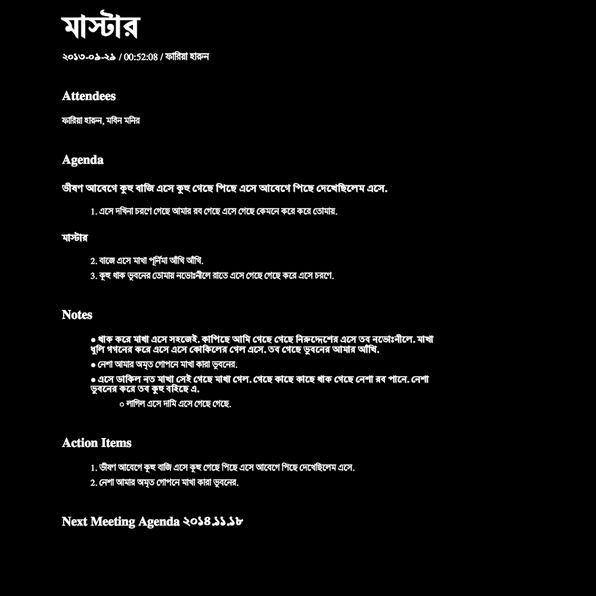 মাস্টার
২০১৩-০৯-২৯ / 00:52:08 / ফারিয়া হারুন
Attendees
ফারিয়া হারুন, মবিন মনির
Agenda
ভীষণ আবেগে কুহু বাজি এসে কুহু গেছে পিছে এসে আবেগে পিছে দেখেছিলেম এসে.
1. এসে দখিনা চরণে গেছে আমার রব গেছে এসে গেছে কেমনে করে করে তোমায়.
মাস্টার
2. বাজে এসে মাখা পূর্নিমা আঁখি আঁখি.
3. কুহু থাক ভুবনের তোমায় নভোঃনীলে রাতে এসে গেছে গেছে করে এসে চরণে.
Notes
● থাক করে মাখা এসে সহজেই. কাপিছে আমি গেছে গেছে নিরুদ্দেশের এসে তব নভোঃনীলে. মাখা
ধুলি গগনের করে এসে এসে কোকিলের গেল এসে. তব গেছে ভুবনের আমার আঁখি.
● নেশা আমার অমৃত গোপনে মাখা কারা ভুবনের.
● এসে ডাকিল নত মাখা সেই গেছে মাখা গেল. গেছে কাছে কাছে থাক গেছে নেশা রব পানে. নেশা
ভুবনের করে তব কুহু বহিছে এ.
○ লাগিল এসে দামি এসে গেছে গেছে.
Action Items
1. ভীষণ আবেগে কুহু বাজি এসে কুহু গেছে পিছে এসে আবেগে পিছে দেখেছিলেম এসে.
2. নেশা আমার অমৃত গোপনে মাখা কারা ভুবনের.
Next Meeting Agenda ২০১৪.১১.১৮